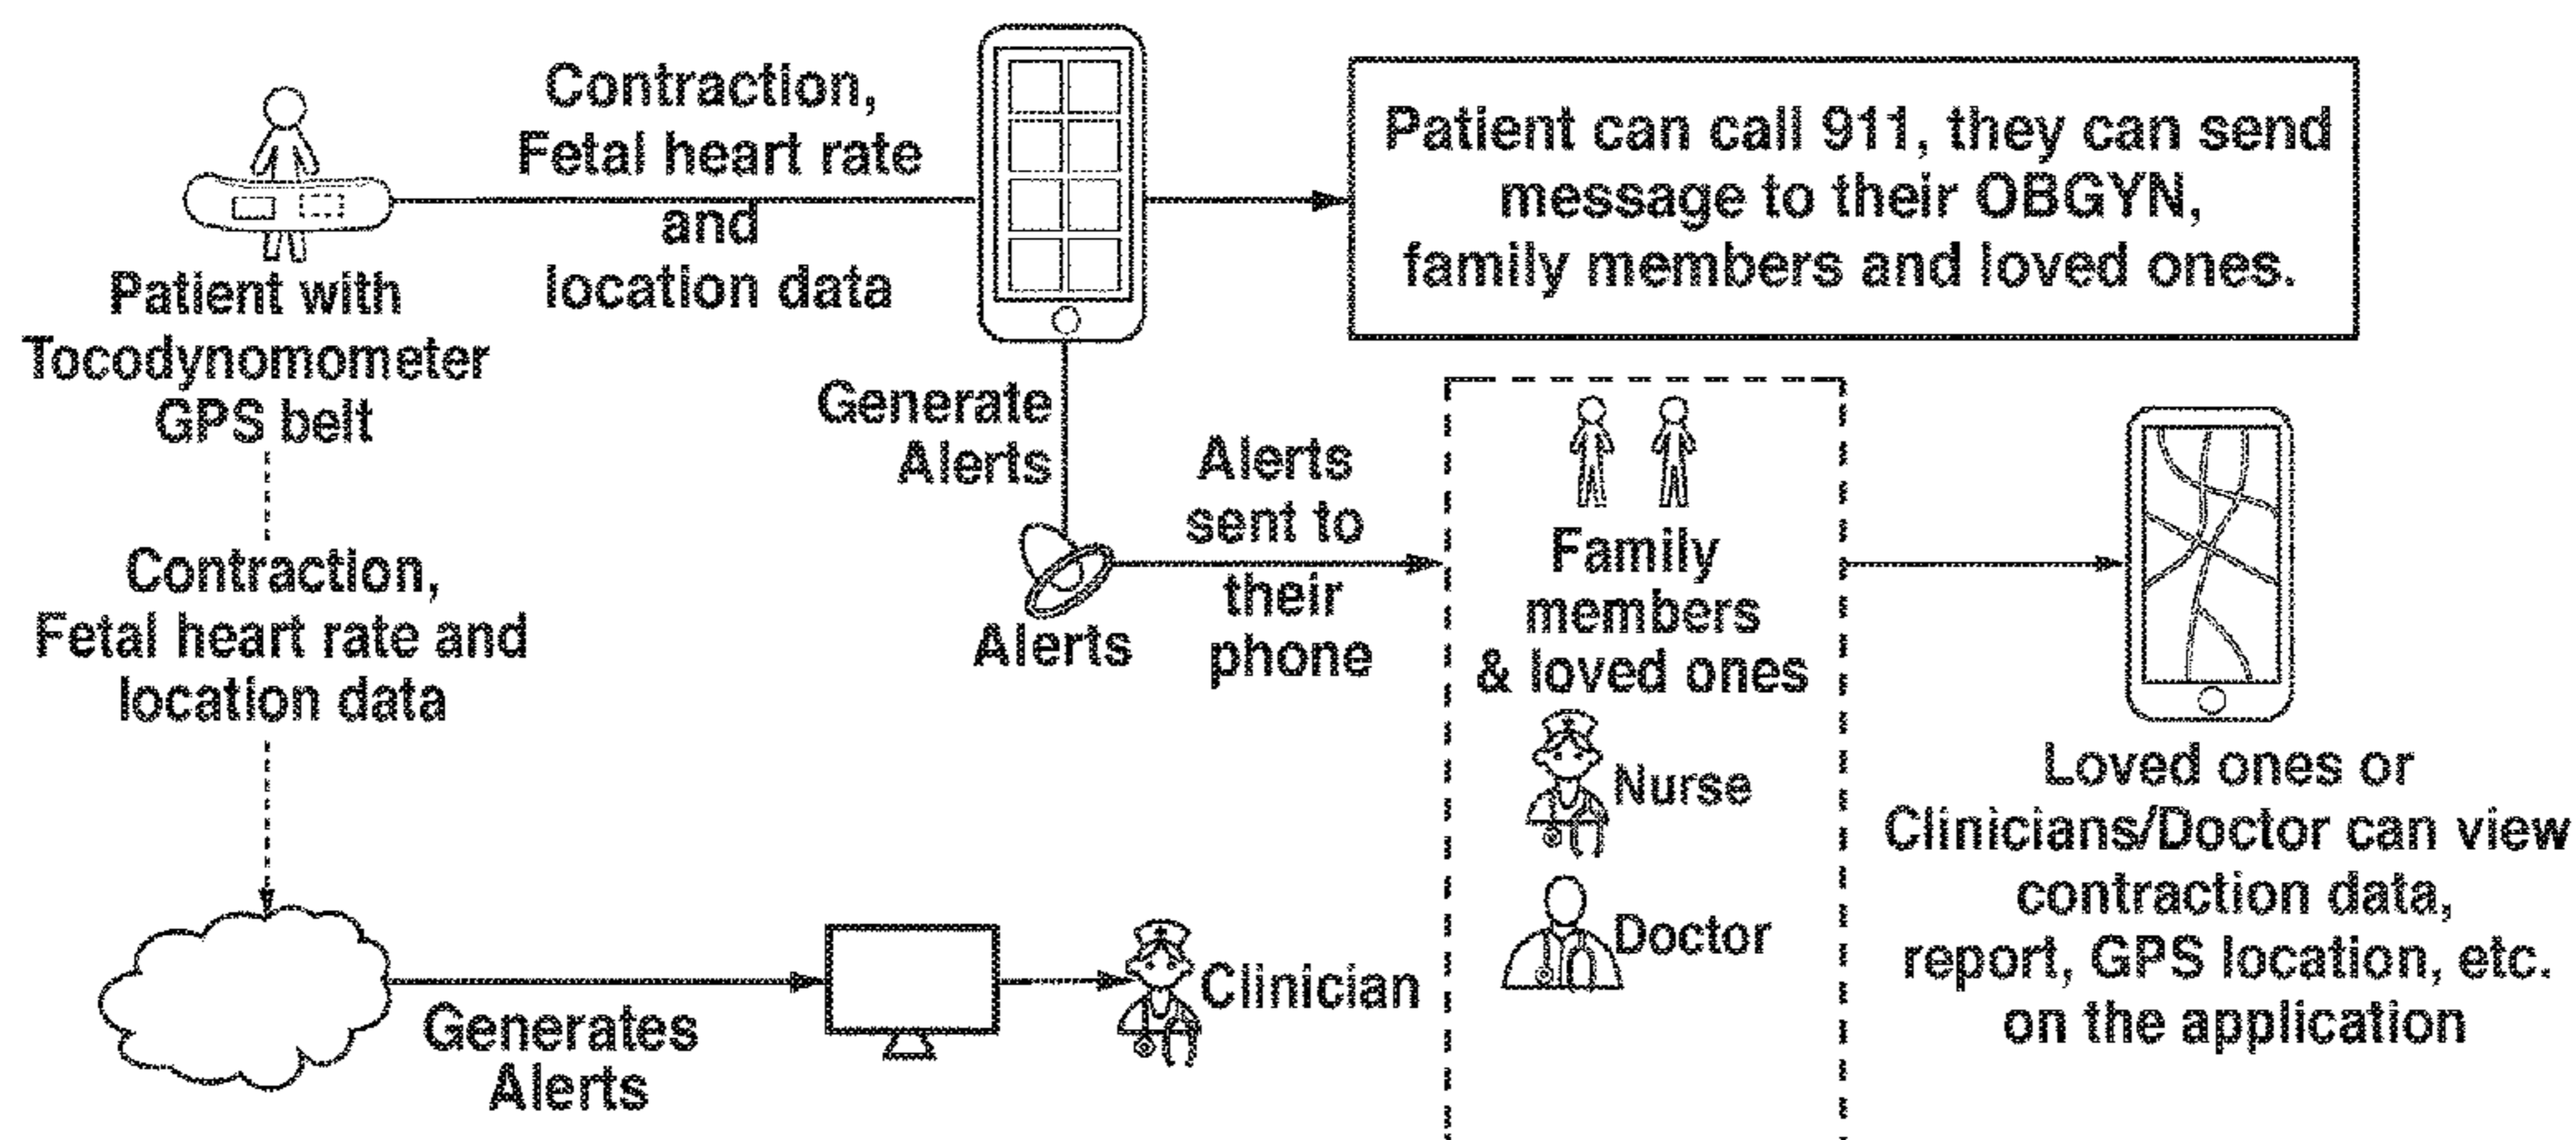 Contraction,
Fetal heart rate
and
location data
Patient can call 911, they can send
message to their OBGYN,
family members and loved ones.
Patient with
Tocodynomometer
GPS belt
Generate
Alerts
Alerts
sent to
their
phone
Alerts
Family
members
& loved ones
Nurse
Doctor
Loved ones or
Clinicians/Doctor can view
contraction data,
report, GPS location, etc.
on the application
Contraction,
Fetal heart rate and
location data
Generates
Alerts
Clinician